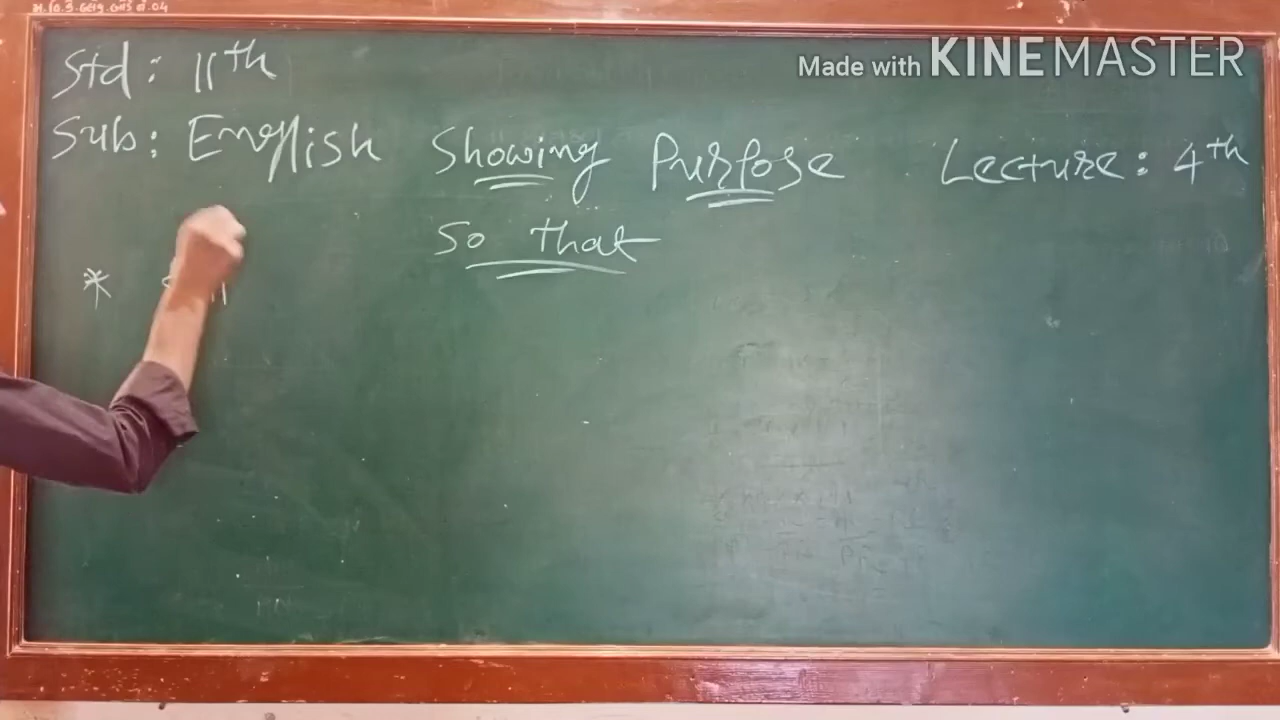 Made with KINEMASTER
Std : 11th
Sub : English Showing Purpose Lecture : 4th
So that
*